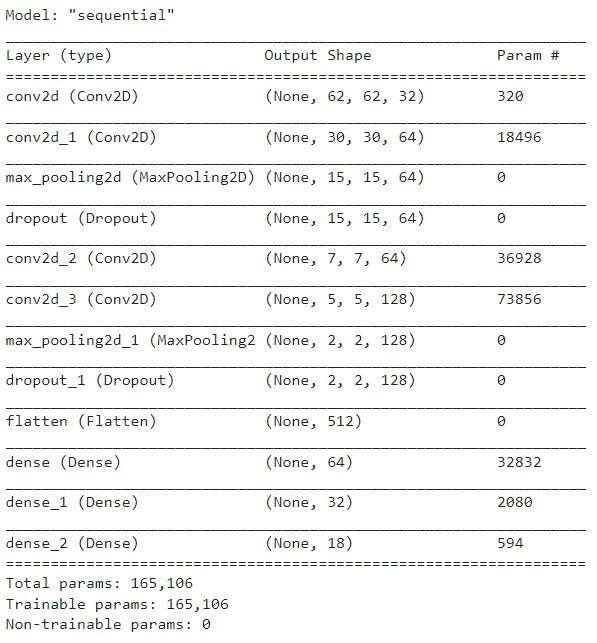 Model: "sequential"
_________________________________________________________________
Layer (type)                 Output Shape              Param #
=================================================================
conv2d (Conv2D)              (None, 62, 62, 32)        320
_________________________________________________________________
conv2d_1 (Conv2D)            (None, 30, 30, 64)        18496
_________________________________________________________________
max_pooling2d (MaxPooling2D) (None, 15, 15, 64)        0
_________________________________________________________________
dropout (Dropout)            (None, 15, 15, 64)        0
_________________________________________________________________
conv2d_2 (Conv2D)            (None, 7, 7, 64)          36928
_________________________________________________________________
conv2d_3 (Conv2D)            (None, 5, 5, 128)         73856
_________________________________________________________________
max_pooling2d_1 (MaxPooling2 (None, 2, 2, 128)         0
_________________________________________________________________
dropout_1 (Dropout)          (None, 2, 2, 128)         0
_________________________________________________________________
flatten (Flatten)            (None, 512)               0
_________________________________________________________________
dense (Dense)                (None, 64)                32832
_________________________________________________________________
dense_1 (Dense)              (None, 32)                2080
_________________________________________________________________
dense_2 (Dense)              (None, 18)                594
=================================================================
Total params: 165,106
Trainable params: 165,106
Non-trainable params: 0